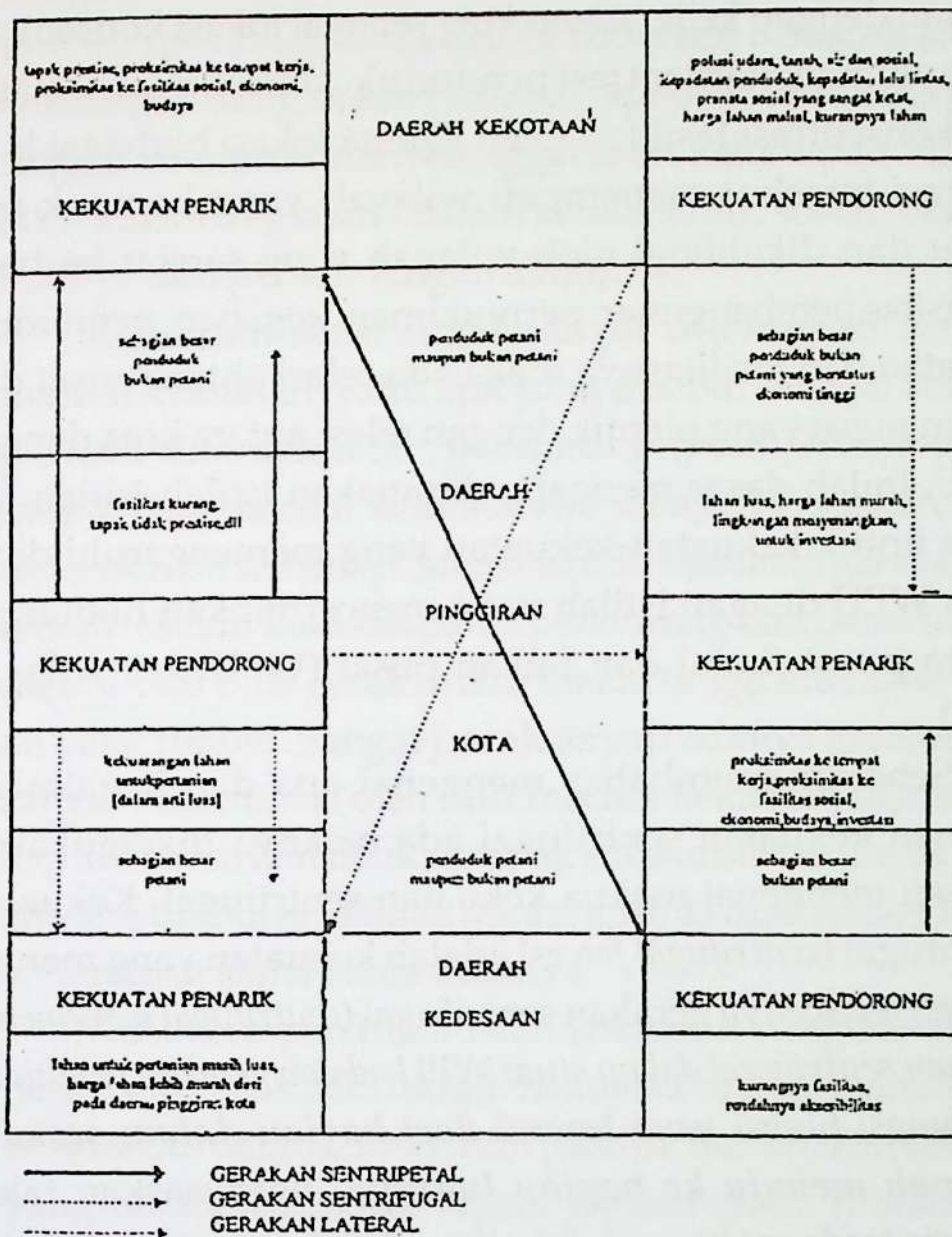 tapak prestise, proksimitas ke tempat kerja,
proksimitas ke fasilitas sosial, ekonomi,
budaya
DAERAH KEKOTAAN
polusi udara, tanah, air dan sosial,
kepadatan penduduk, kepadatan lalu lintas,
pranata sosial yang sangat ketat,
harga lahan mahal, kurangnya lahan
KEKUATAN PENARIK
KEKUATAN PENDORONG
sebagian besar
penduduk
bukan petani
penduduk petani
maupun bukan petani
sebagian besar
penduduk bukan
petani yang berstatus
ekonomi tinggi
fasilitas kurang,
tapak tidak prestise, dll
DAERAH
lahan luas, harga lahan murah,
lingkungan menyenangkan,
untuk investasi
PINGGIRAN
KEKUATAN PENDORONG
KEKUATAN PENARIK
KOTA
kekurangan lahan
untuk pertanian
[dalam arti luas]
proksimitas ke tempat
kerja, proksimitas ke
fasilitas sosial,
ekonomi, budaya, investasi
sebagian besar
petani
penduduk petani
maupun bukan petani
sebagian besar
bukan petani
DAERAH
KEKUATAN PENARIK
KEDESAAN
KEKUATAN PENDORONG
lahan untuk pertanian masih luas,
harga lahan lebih murah dari
pada daerah pinggiran kota
kurangnya fasilitas,
rendahnya aksesibilitas
GERAKAN SENTRIPETAL
GERAKAN SENTRIFUGAL
GERAKAN LATERAL